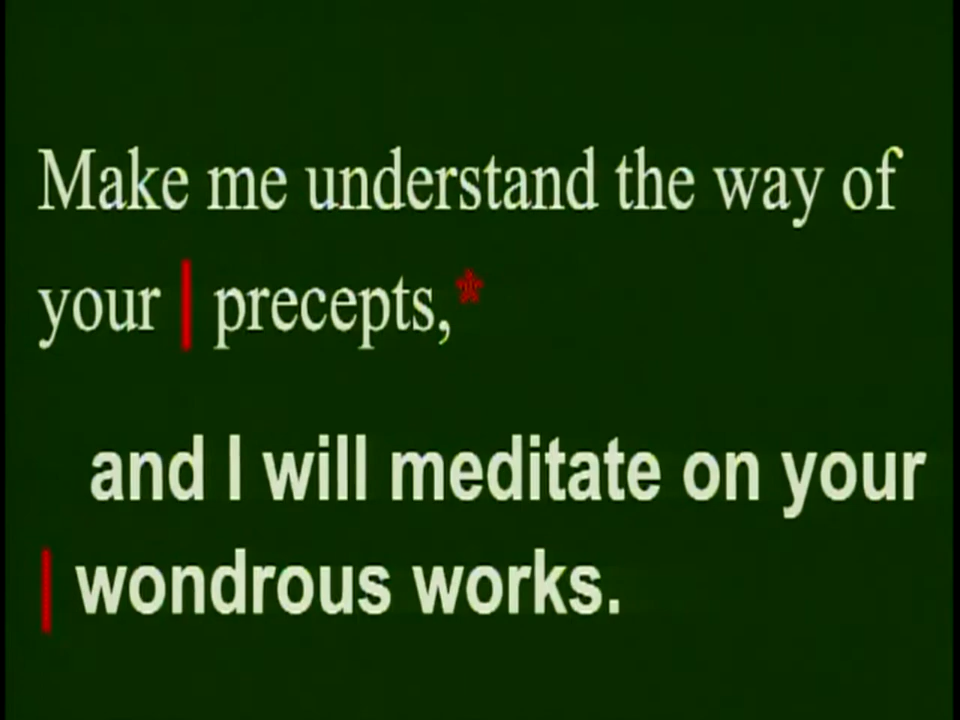 Make me understand the way of
your | precepts,*
and I will meditate on your
| wondrous works.